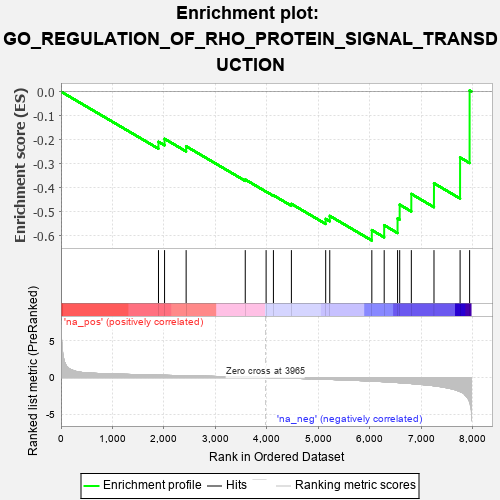 Enrichment plot:
GO_REGULATION_OF_RHO_PROTEIN_SIGNAL_TRANSD
UCTION
Enrichment score (ES)
0.0
-0.1
-0.2
-0.3
-0.4
-0.5
-0.6
'na_pos' (positively correlated)
Ranked list metric (PreRanked)
5
0
-5
Zero cross at 3965
'na_neg' (negatively correlated)
0
1,000
2,000
3,000
4,000
5,000
6,000
7,000
8,000
Rank in Ordered Dataset
Enrichment profile
Hits
Ranking metric scores